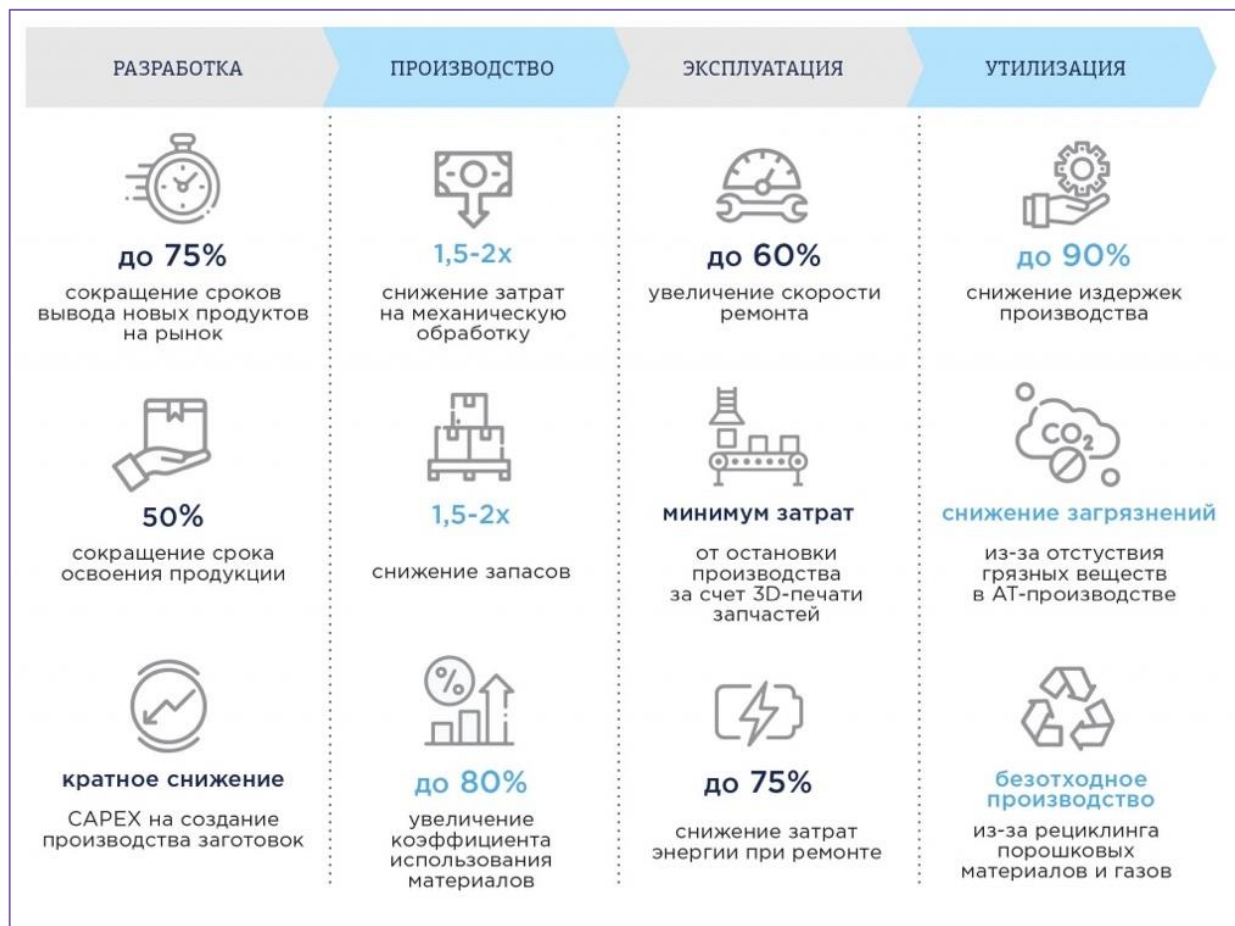 РАЗРАБОТКА
ПРОИЗВОДСТВО
ЭКСПЛУАТАЦИЯ
УТИЛИЗАЦИЯ
до 75%
сокращение сроков
вывода новых продуктов
на рынок
1,5-2x
снижение затрат
на механическую
обработку
до 60%
увеличение скорости
ремонта
до 90%
снижение издержек
производства
50%
сокращение срока
освоения продукции
1,5-2x
снижение запасов
минимум затрат
от остановки
производства
за счет 3D-печати
запчастей
CO2
снижение загрязнений
из-за отстуствия
грязных веществ
в АТ-производстве
кратное снижение
CAPEX на создание
производства заготовок
%
до 80%
увеличение
коэффициента
использования
материалов
до 75%
снижение затрат
энергии при ремонте
безотходное
производство
из-за рециклинга
порошковых
материалов и газов